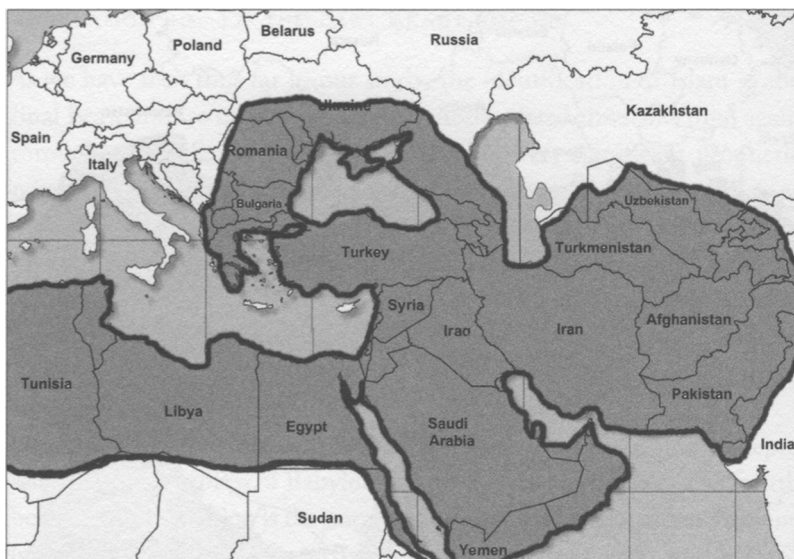 Belarus
Russia
Poland
Germany
Ukraine
Kazakhstan
Spain
Romania
Italy
Bulgaria
Uzbekistan
Turkey
Turkmenistan
Syria
Afghanistan
Iraq
Iran
Tunisia
Pakistan
Libya
Saudi
Arabia
Egypt
India
Sudan
Yemen